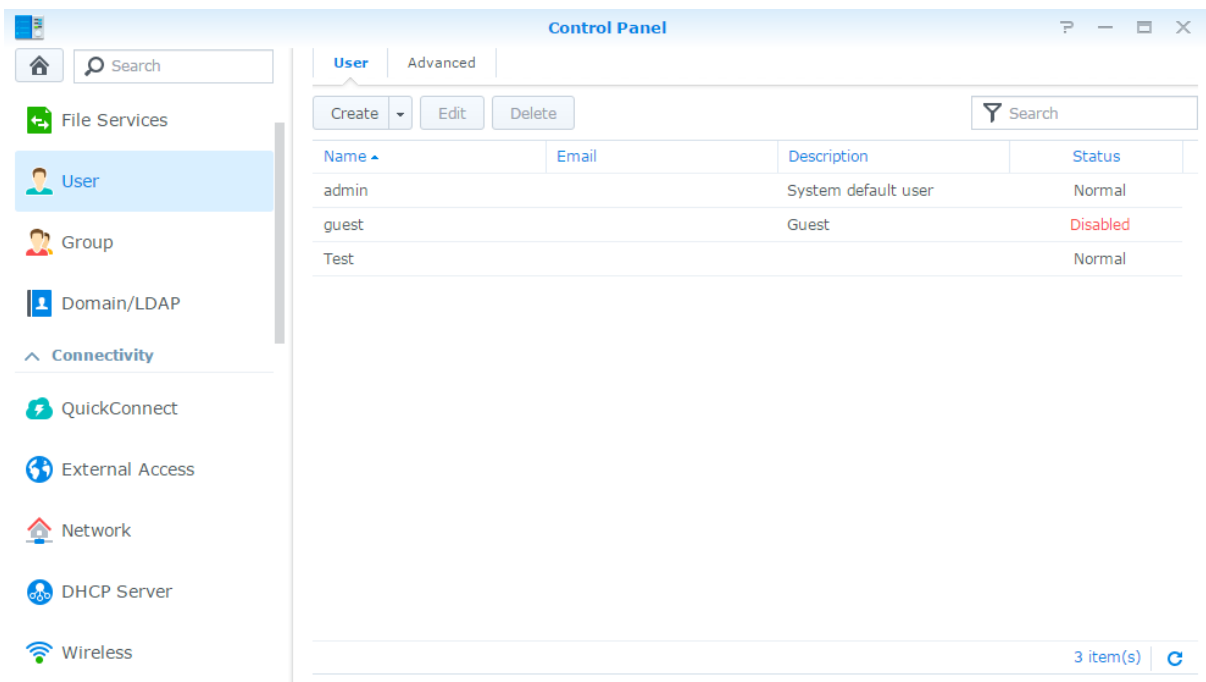 Control Panel
Search
User Advanced
File Services
Create Edit Delete Search
Name Email Description Status
User
admin System default user Normal
guest Guest Disabled
Group
Test Normal
Domain/LDAP
Connectivity
QuickConnect
External Access
Network
DHCP Server
Wireless
3 item(s)